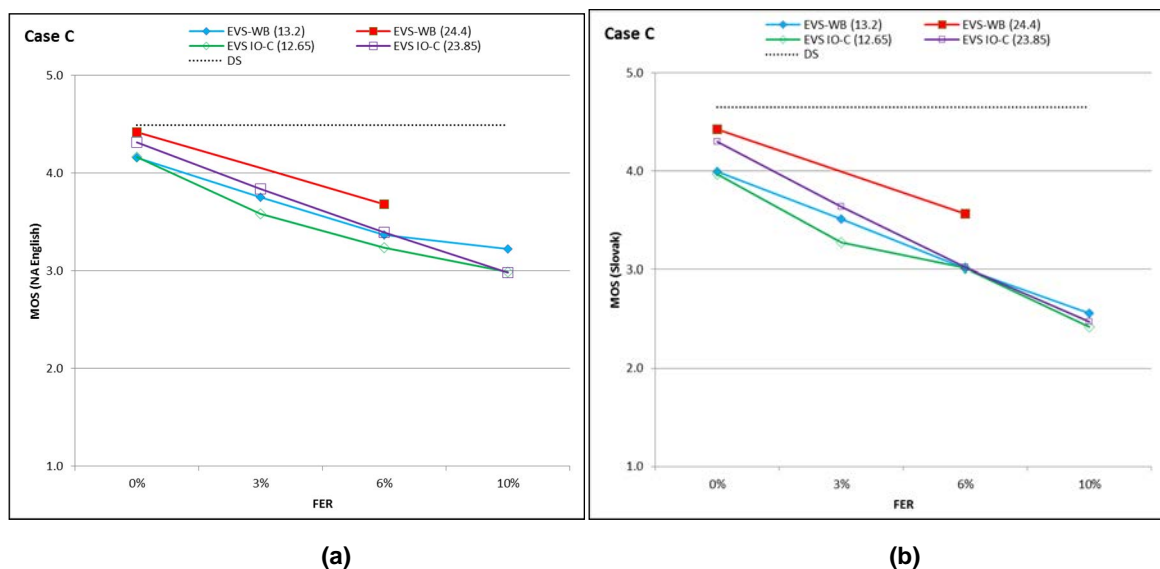 Case C
EVS-WB (13.2)
EVS-WB (24.4)
EVS IO-C (12.65)
EVS IO-C (23.85)
DS
5.0
4.0
3.0
2.0
1.0
MOS (NA English)
0%
3%
6%
10%
FER
(a)
Case C
EVS-WB (13.2)
EVS-WB (24.4)
EVS IO-C (12.65)
EVS IO-C (23.85)
DS
5.0
4.0
3.0
2.0
1.0
MOS (Slovak)
0%
3%
6%
10%
FER
(b)